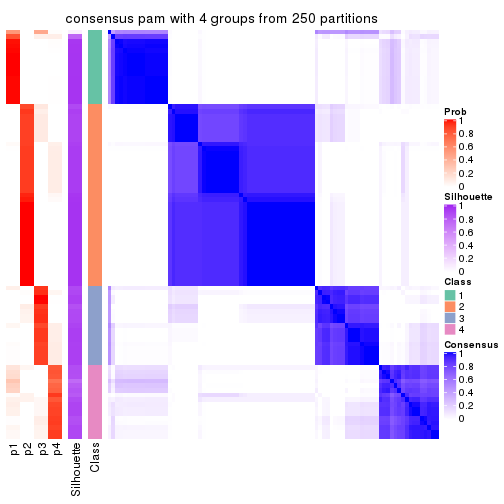 consensus pam with 4 groups from 250 partitions
Prob
1
0.8
0.6
0.4
0.2
0
Silhouette
1
0.8
0.6
0.4
0.2
0
Class
1
2
3
4
Consensus
1
0.8
0.6
0.4
0.2
0
p1
p2
p3
p4
Silhouette
Class